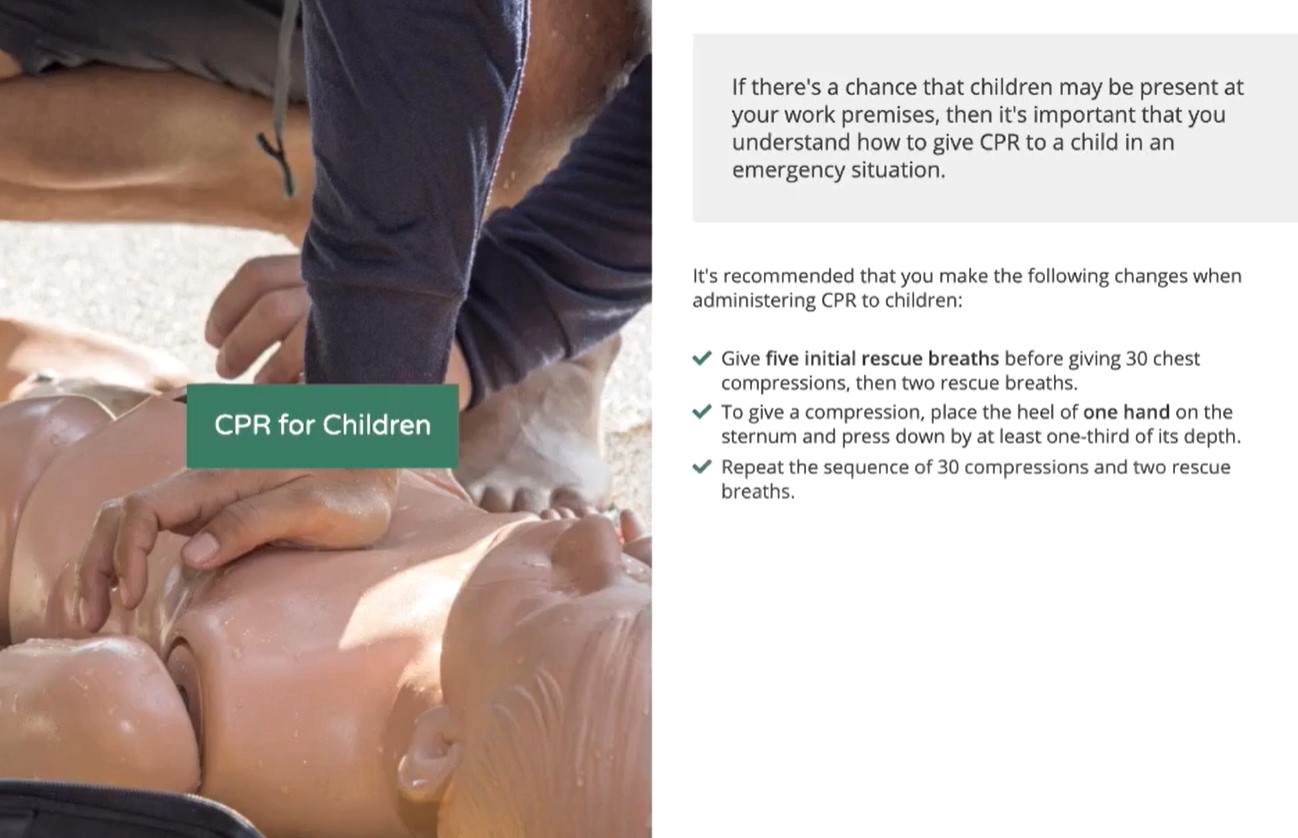 CPR for Children
If there's a chance that children may be present at
your work premises, then it's important that you
understand how to give CPR to a child in an
emergency situation.
It's recommended that you make the following changes when
administering CPR to children:
Give five initial rescue breaths before giving 30 chest
compressions, then two rescue breaths.
To give a compression, place the heel of one hand on the
sternum and press down by at least one-third of its depth.
Repeat the sequence of 30 compressions and two rescue
breaths.